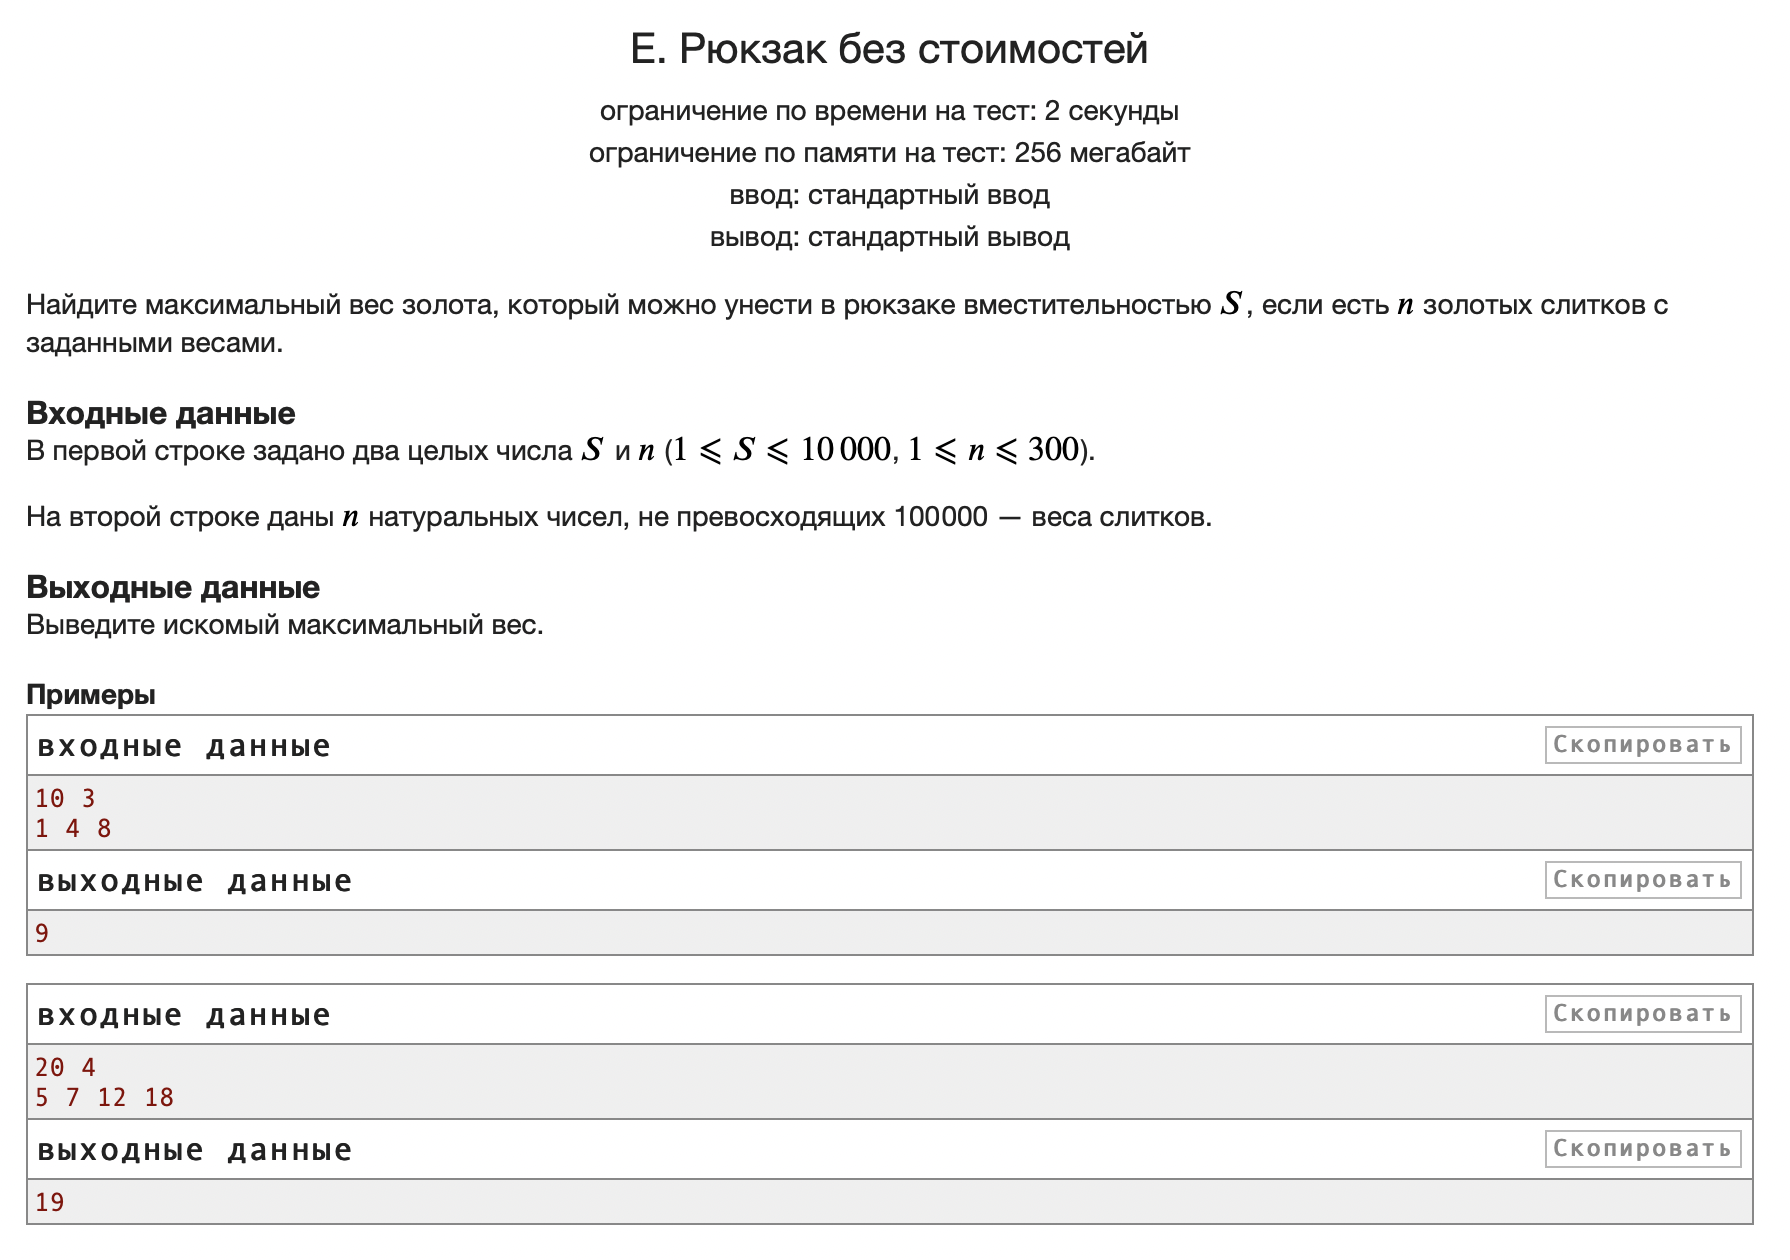 E. Рюкзак без стоимостей
ограничение по времени на тест: 2 секунды
ограничение по памяти на тест: 256 мегабайт
ввод: стандартный ввод
вывод: стандартный вывод
Найдите максимальный вес золота, который можно унести в рюкзаке вместительностью S, если есть n золотых слитков с
заданными весами.
Входные данные
В первой строке задано два целых числа S и n (1 ⩽ S ⩽ 10 000, 1 ⩽ n ⩽ 300).
На второй строке даны n натуральных чисел, не превосходящих 100000 — веса слитков.
Выходные данные
Выведите искомый максимальный вес.
Примеры
входные данные Скопировать
10 3
1 4 8
выходные данные Скопировать
9
входные данные Скопировать
20 4
5 7 12 18
выходные данные Скопировать
19